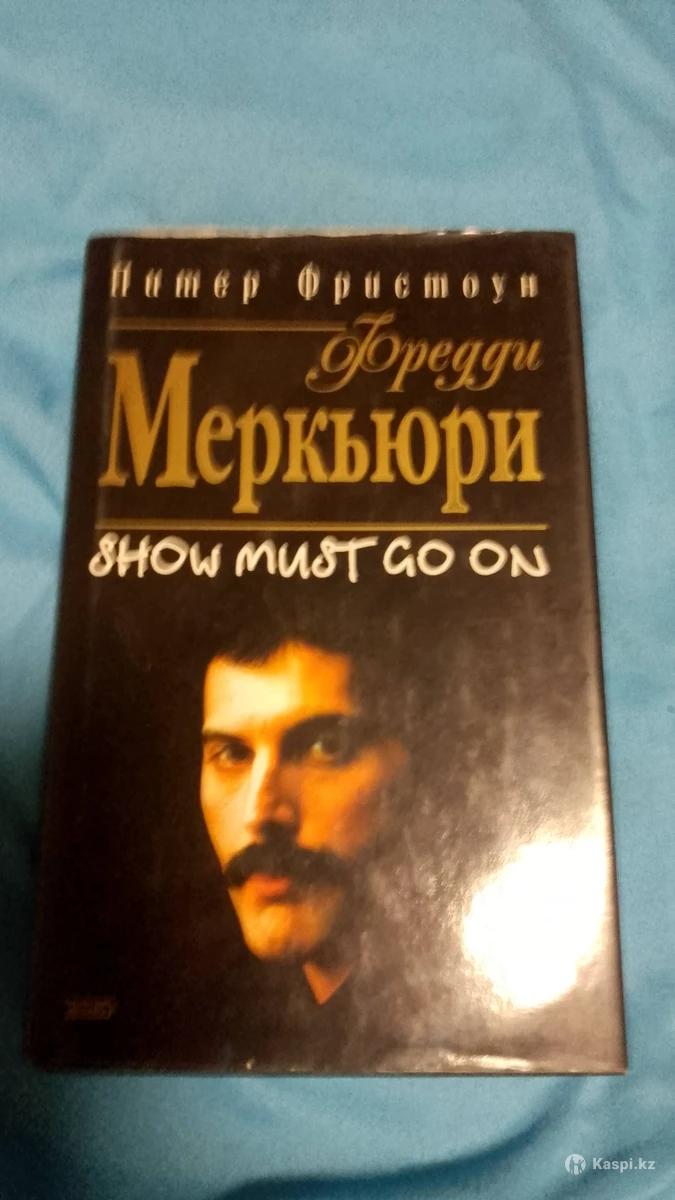 Питер Фристоун
Фредди
Меркьюри
SHOW MUST GO ON
Kaspi.kz